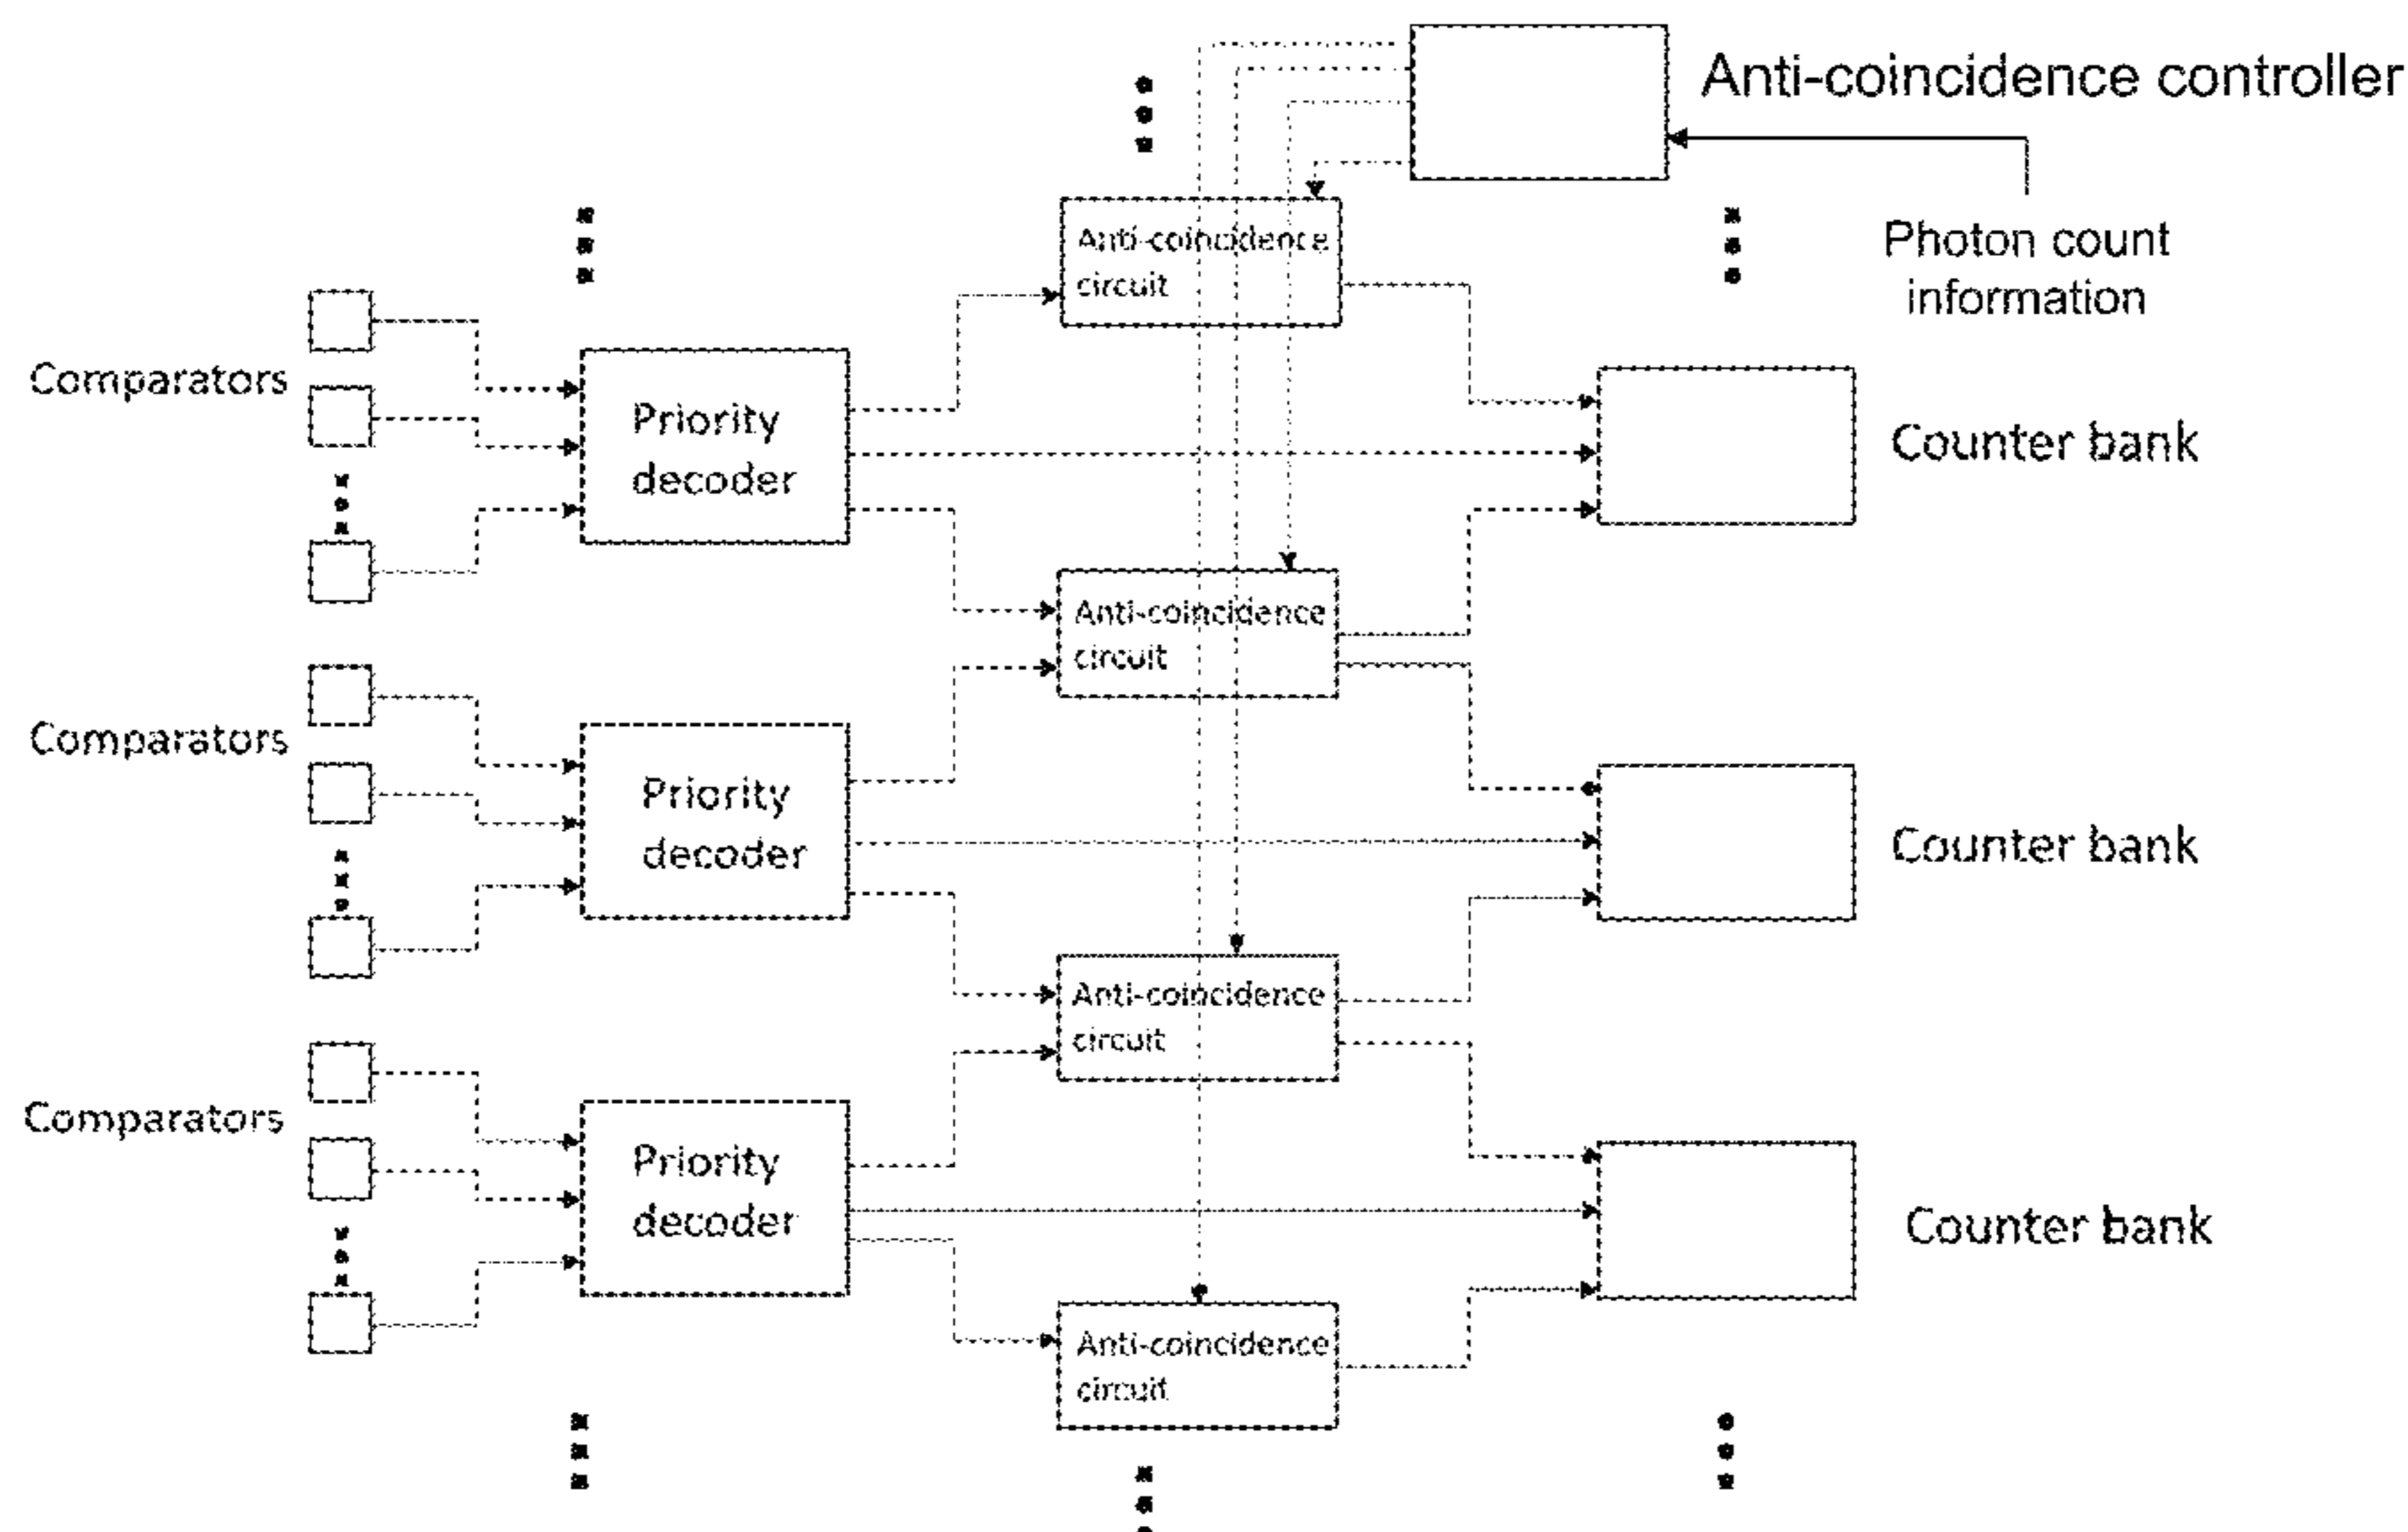 Anti-coincidence controller
Photon count
information
Anti-coincidence
circuit
Comparators
Priority
decoder
Counter bank
Anti-coincidence
circuit
Comparators
Priority
decoder
Counter bank
Anti-coincidence
circuit
Comparators
Priority
decoder
Counter bank
Anti-coincidence
circuit